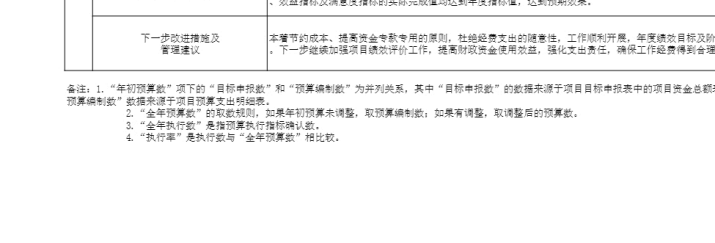 、效益指标及满意度指标的实际完成值均达到年度指标值，达到预期效果。
下一步改进措施及
管理建议
本着节约成本、提高资金专款专用的原则，杜绝经费支出的随意性，工作顺利开展，年度绩效目标及阶
。下一步继续加强项目绩效评价工作，提高财政资金使用效益，强化支出责任，确保工作经费得到合理
备注：1.“年初预算数”项下的“目标申报数”和“预算编制数”为并列关系，其中“目标申报数”的数据来源于项目目标申报表中的项目资金总额
预算编制数”数据来源于项目预算支出明细表。
2.“全年预算数”的取数规则，如果年初预算未调整，取预算编制数；如果有调整，取调整后的预算数。
3.“全年执行数”是指预算执行指标确认数。
4.“执行率”是执行数与“全年预算数”相比较。